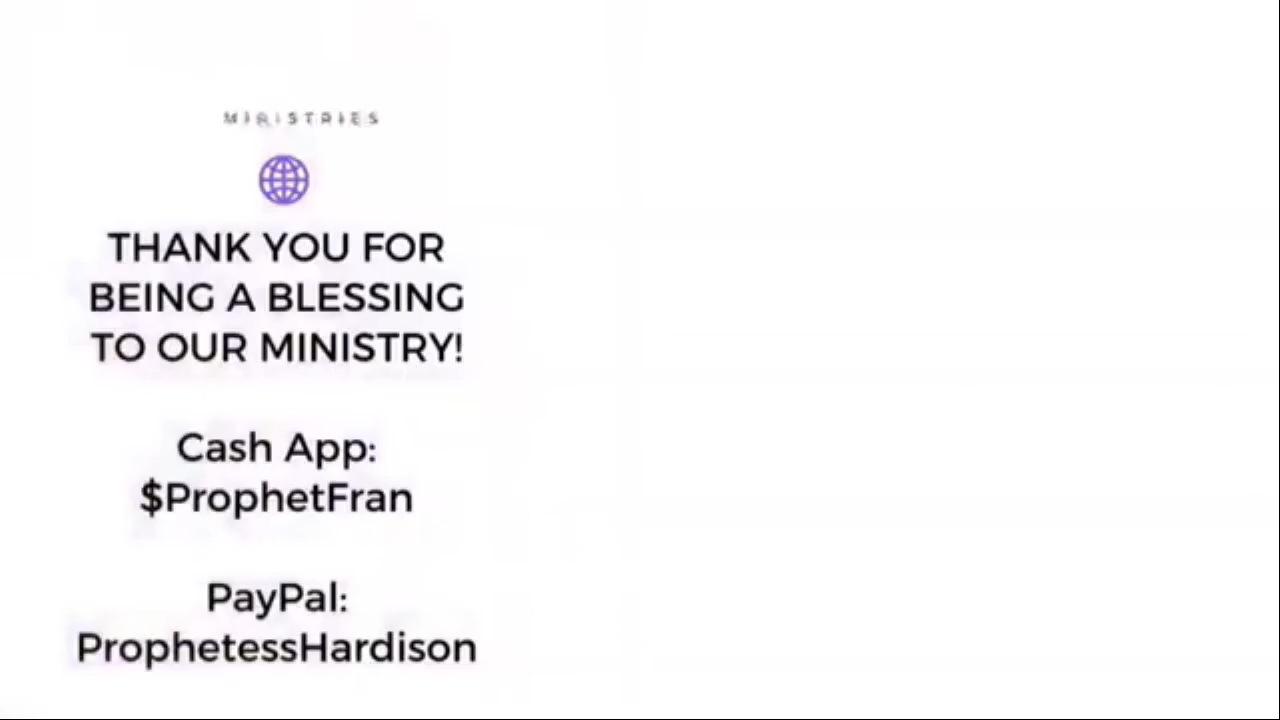 MINISTRIES
THANK YOU FOR
BEING A BLESSING
TO OUR MINISTRY!
Cash App:
$ProphetFran
PayPal:
ProphetessHardison